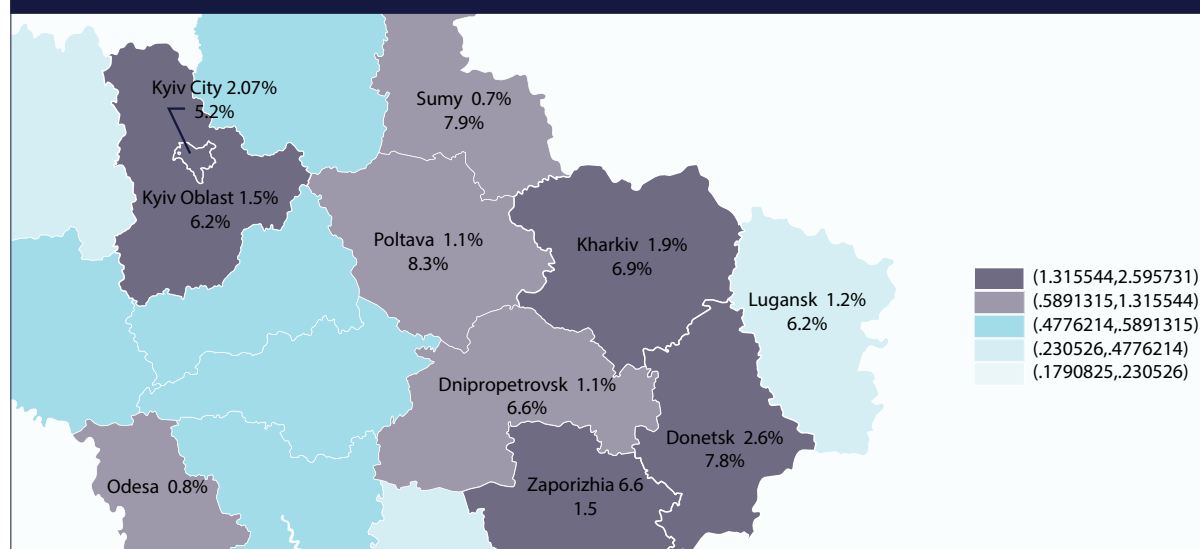 Kyiv City 2.07%
5.2%
Sumy 0.7%
7.9%
Kyiv Oblast 1.5%
6.2%
Poltava 1.1%
8.3%
Kharkiv 1.9%
6.9%
Lugansk 1.2%
6.2%
Dnipropetrovsk 1.1%
6.6%
Donetsk 2.6%
7.8%
Zaporizhia 6.6
1.5
Odesa 0.8%
(1.315544,2.595731)
(.5891315,1.315544)
(.4776214,.5891315)
(.230526,.4776214)
(.1790825,.230526)